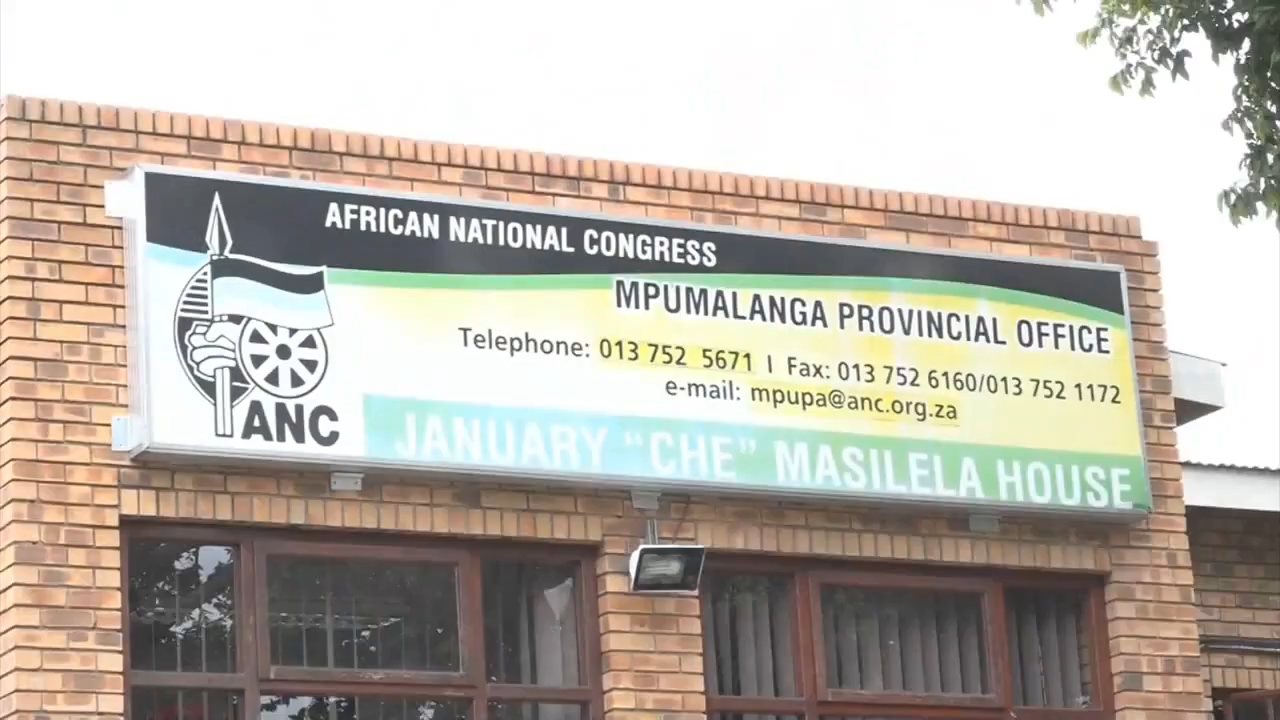 AFRICAN NATIONAL CONGRESS
MPUMALANGA PROVINCIAL OFFICE
Telephone: 013 752 5671 | Fax: 013 752 6160/013 752 1172
e-mail: mpupa@anc.org.za
ANC
JANUARY "CHE" MASILELA HOUSE